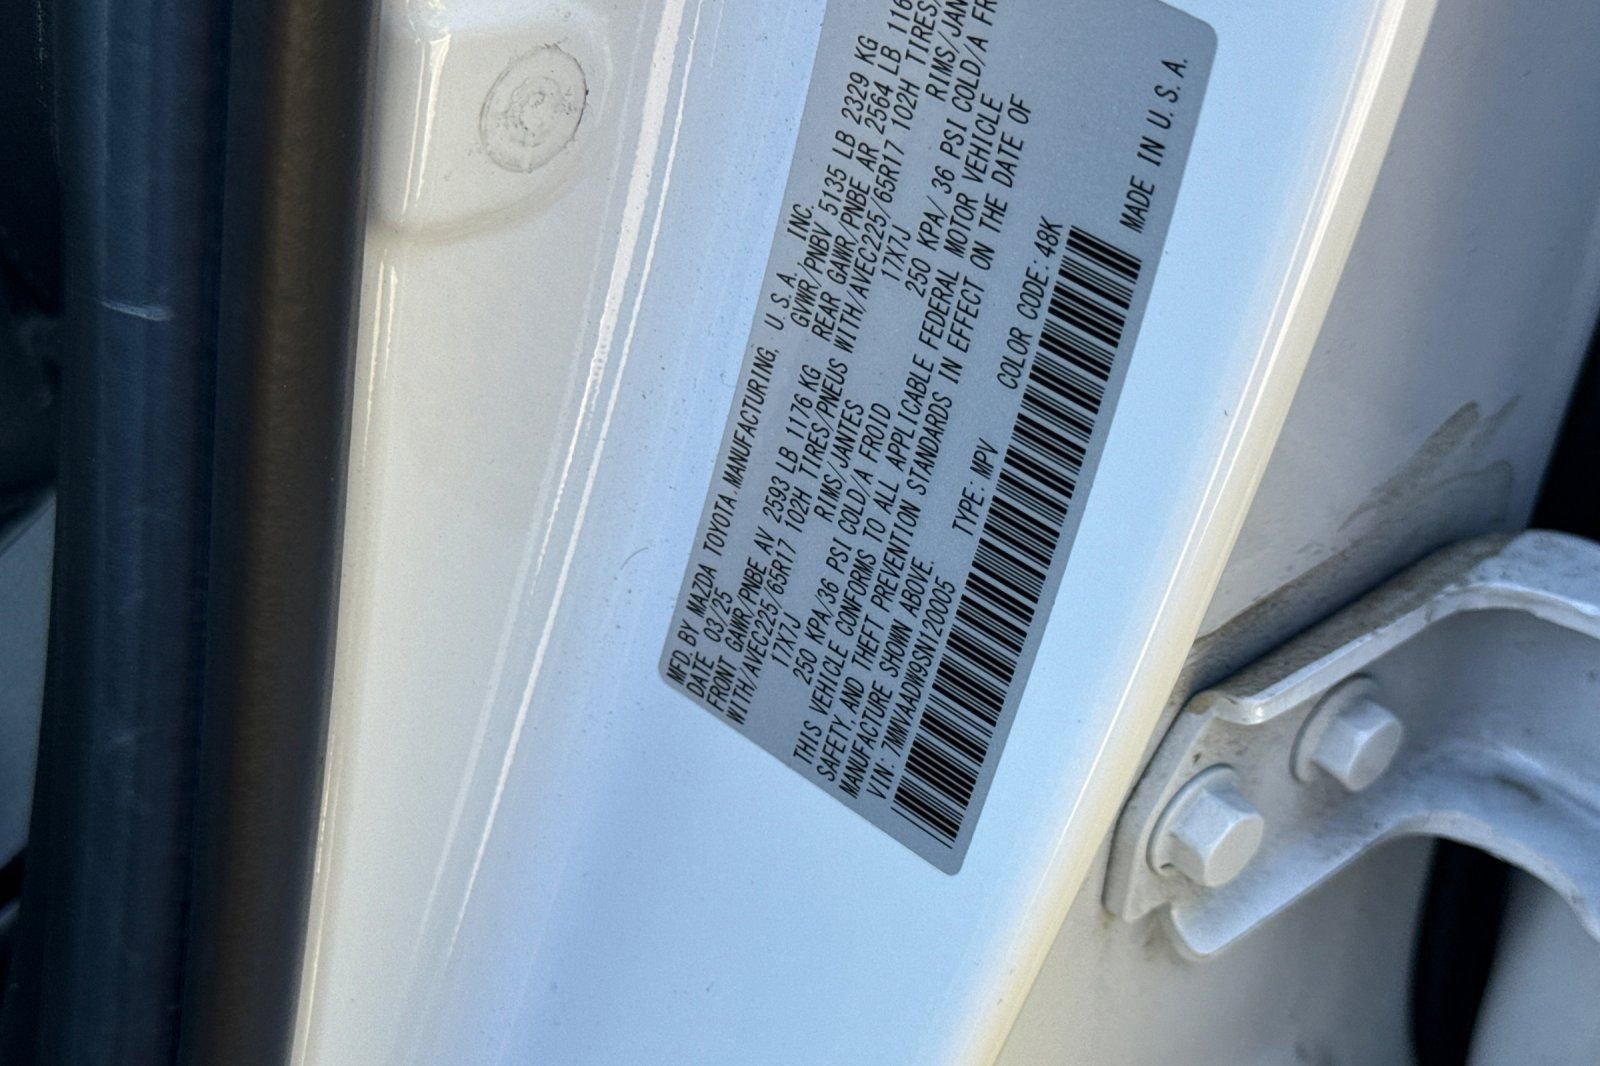 MFD. BY MAZDA TOYOTA MANUFACTURING, U. S. A. INC.
DATE 03/25 GVWR/PNBV 5135 LB 2329 KG
FRONT GAWR/PNBE AV 2593 LB 1176 KG REAR GAWR/PNBE AR 2564 LB 116
WITH/AVEC225/65R17 102H TIRES/PNEUS WITH/AVEC225/65R17 102H TIRES
17X7J RIMS/JANTES 17X7J RIMS/JAN
250 KPA/36 PSI COLD/A FROID 250 KPA/ 36 PSI COLD/A FR
THIS VEHICLE CONFORMS TO ALL APPLICABLE FEDERAL MOTOR VEHICLE
SAFETY, AND THEFT PREVENTION STANDARDS IN EFFECT ON THE DATE OF
MANUFACTURE SHOWN ABOVE.
VIN: 7MMVAADW9SN120005 TYPE: MPV COLOR CODE: 48K
MADE IN U. S. A.